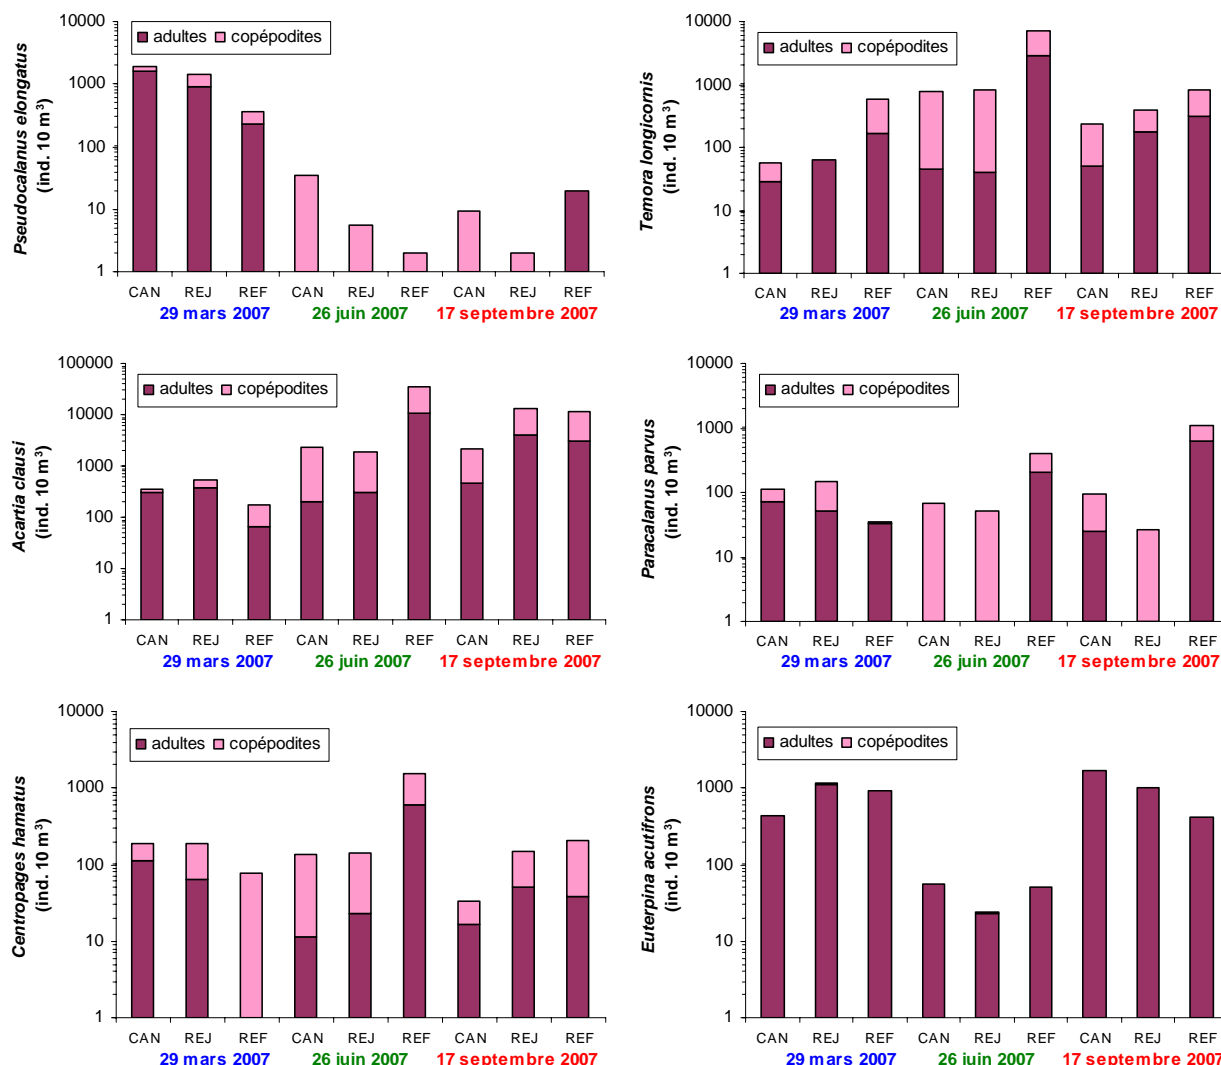 Pseudocalanus elongatus
(ind. 10 m³)
10000
1000
100
10
1
adultes copépodites
CAN REJ REF CAN REJ REF CAN REJ REF
29 mars 2007 26 juin 2007 17 septembre 2007
Temora longicornis
(ind. 10 m³)
10000
1000
100
10
1
adultes copépodites
CAN REJ REF CAN REJ REF CAN REJ REF
29 mars 2007 26 juin 2007 17 septembre 2007
Acartia clausi
(ind. 10 m³)
100000
10000
1000
100
10
1
adultes copépodites
CAN REJ REF CAN REJ REF CAN REJ REF
29 mars 2007 26 juin 2007 17 septembre 2007
Paracalanus parvus
(ind. 10 m³)
10000
1000
100
10
1
adultes copépodites
CAN REJ REF CAN REJ REF CAN REJ REF
29 mars 2007 26 juin 2007 17 septembre 2007
Centropages hamatus
(ind. 10 m³)
10000
1000
100
10
1
adultes copépodites
CAN REJ REF CAN REJ REF CAN REJ REF
29 mars 2007 26 juin 2007 17 septembre 2007
Euterpina acutifrons
(ind. 10 m³)
10000
1000
100
10
1
adultes copépodites
CAN REJ REF CAN REJ REF CAN REJ REF
29 mars 2007 26 juin 2007 17 septembre 2007